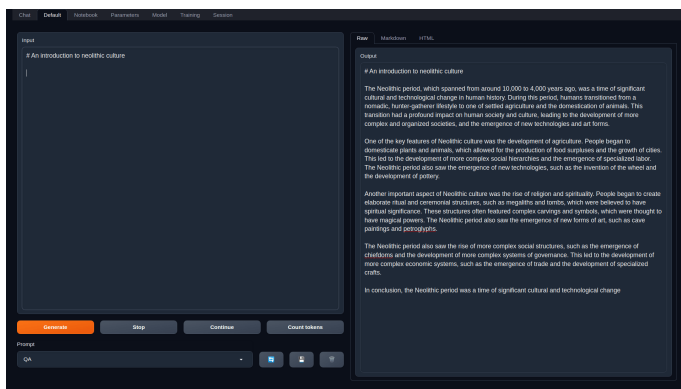 Chat Default Notebook Parameters Model Training Session
Input
# An introduction to neolithic culture
Generate Stop Continue Count tokens
Prompt
QA
Raw Markdown HTML
Output
# An introduction to neolithic culture
The Neolithic period, which spanned from around 10,000 to 4,000 years ago, was a time of significant
cultural and technological change in human history. During this period, humans transitioned from a
nomadic, hunter-gatherer lifestyle to one of settled agriculture and the domestication of animals. This
transition had a profound impact on human society and culture, leading to the development of more
complex and organized societies, and the emergence of new technologies and art forms.
One of the key features of Neolithic culture was the development of agriculture. People began to
domesticate plants and animals, which allowed for the production of food surpluses and the growth of cities.
This led to the development of more complex social hierarchies and the emergence of specialized labor.
The Neolithic period also saw the emergence of new technologies, such as the invention of the wheel and
the development of pottery.
Another important aspect of Neolithic culture was the rise of religion and spirituality. People began to create
elaborate ritual and ceremonial structures, such as megaliths and tombs, which were believed to have
spiritual significance. These structures often featured complex carvings and symbols, which were thought to
have magical powers. The Neolithic period also saw the emergence of new forms of art, such as cave
paintings and petroglyphs.
The Neolithic period also saw the rise of more complex social structures, such as the emergence of
chiefdoms and the development of more complex systems of governance. This led to the development of
more complex economic systems, such as the emergence of trade and the development of specialized
crafts.
In conclusion, the Neolithic period was a time of significant cultural and technological change